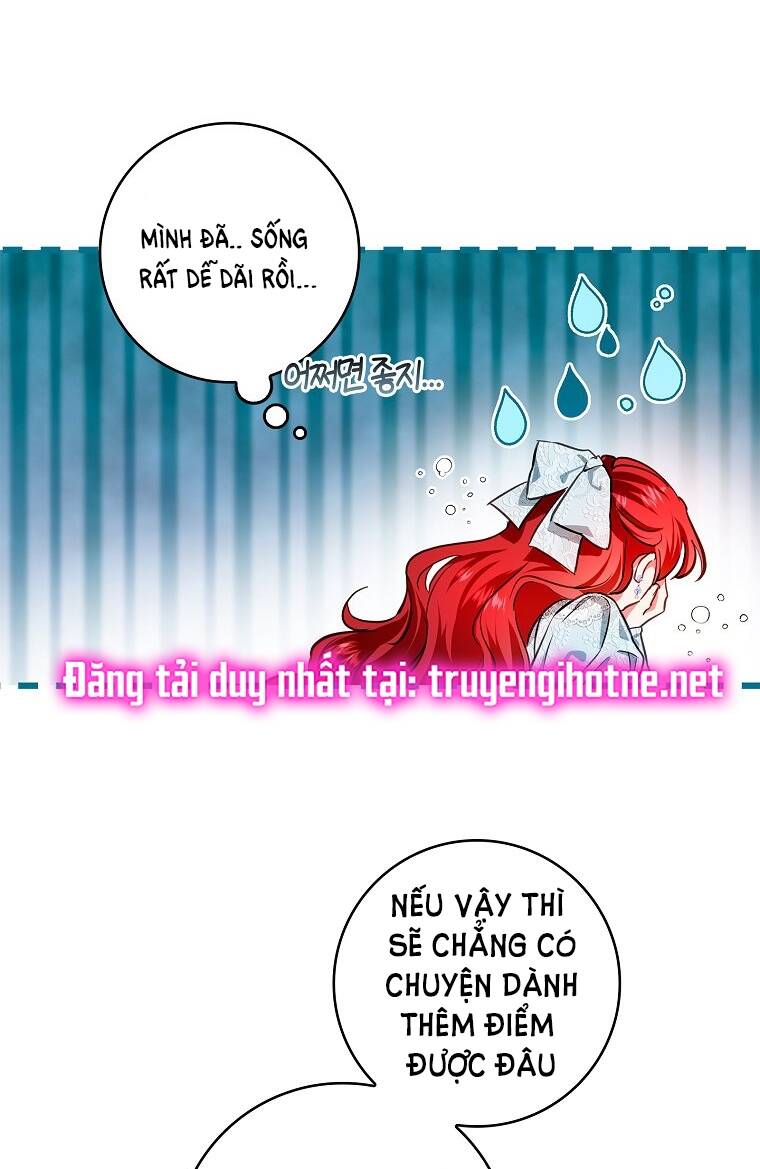 MÌNH ĐÃ.. SỐNG
RẤT DỄ DÃI RỒI...
어쩌면 좋지...
Đăng tải duy nhất tại: truyengihotne.net
NẾU VẬY THÌ
SẼ CHẲNG CÓ
CHUYỆN DÀNH
THÊM ĐIỂM
ĐƯỢC ĐÂU